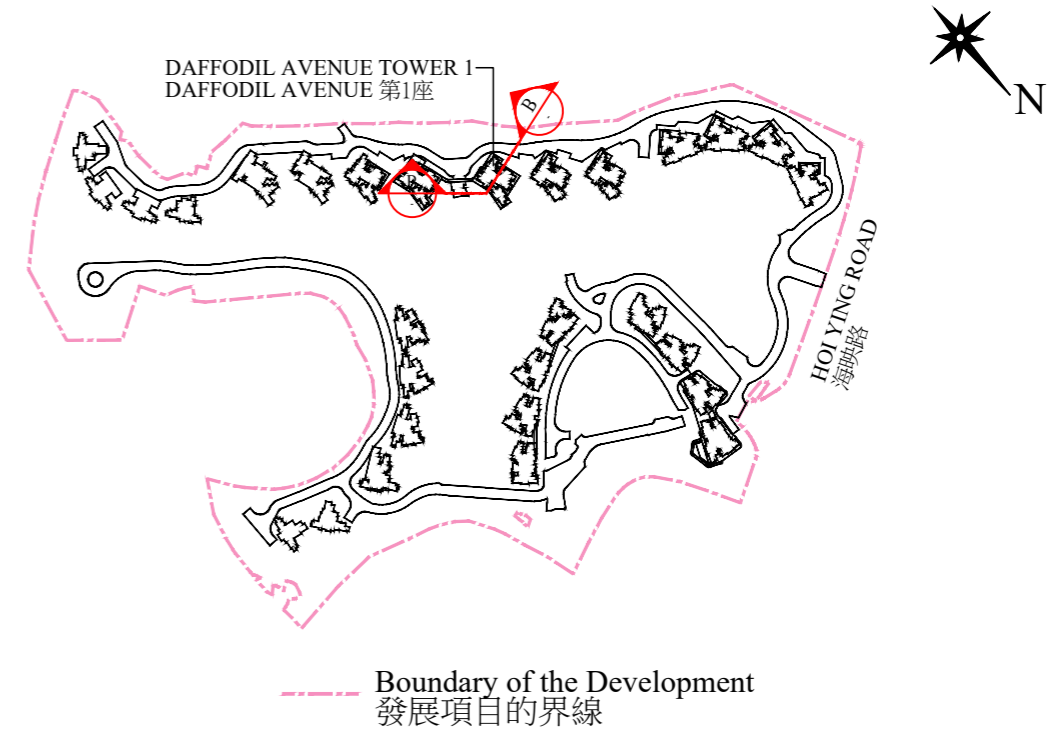 DAFFODIL AVENUE TOWER 1
DAFFODIL AVENUE 第1座
B
B
N
HOI YING ROAD
海映路
Boundary of the Development
發展項目的界線